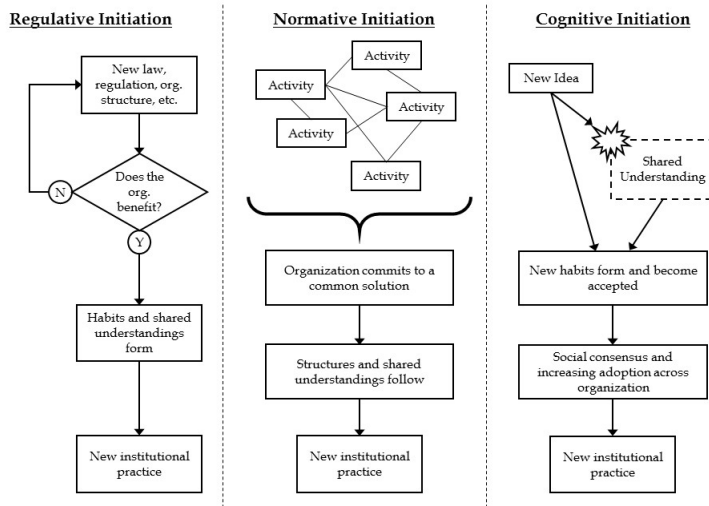 Regulative Initiation
New law,
regulation, org.
structure, etc.
Does the
org.
benefit?
N
Y
Habits and shared
understandings
form
New institutional
practice
Normative Initiation
Activity
Activity
Activity
Activity
Activity
Organization commits to a
common solution
Structures and shared
understandings follow
New institutional
practice
Cognitive Initiation
New Idea
Shared
Understanding
New habits form and become
accepted
Social consensus and
increasing adoption across
organization
New institutional
practice